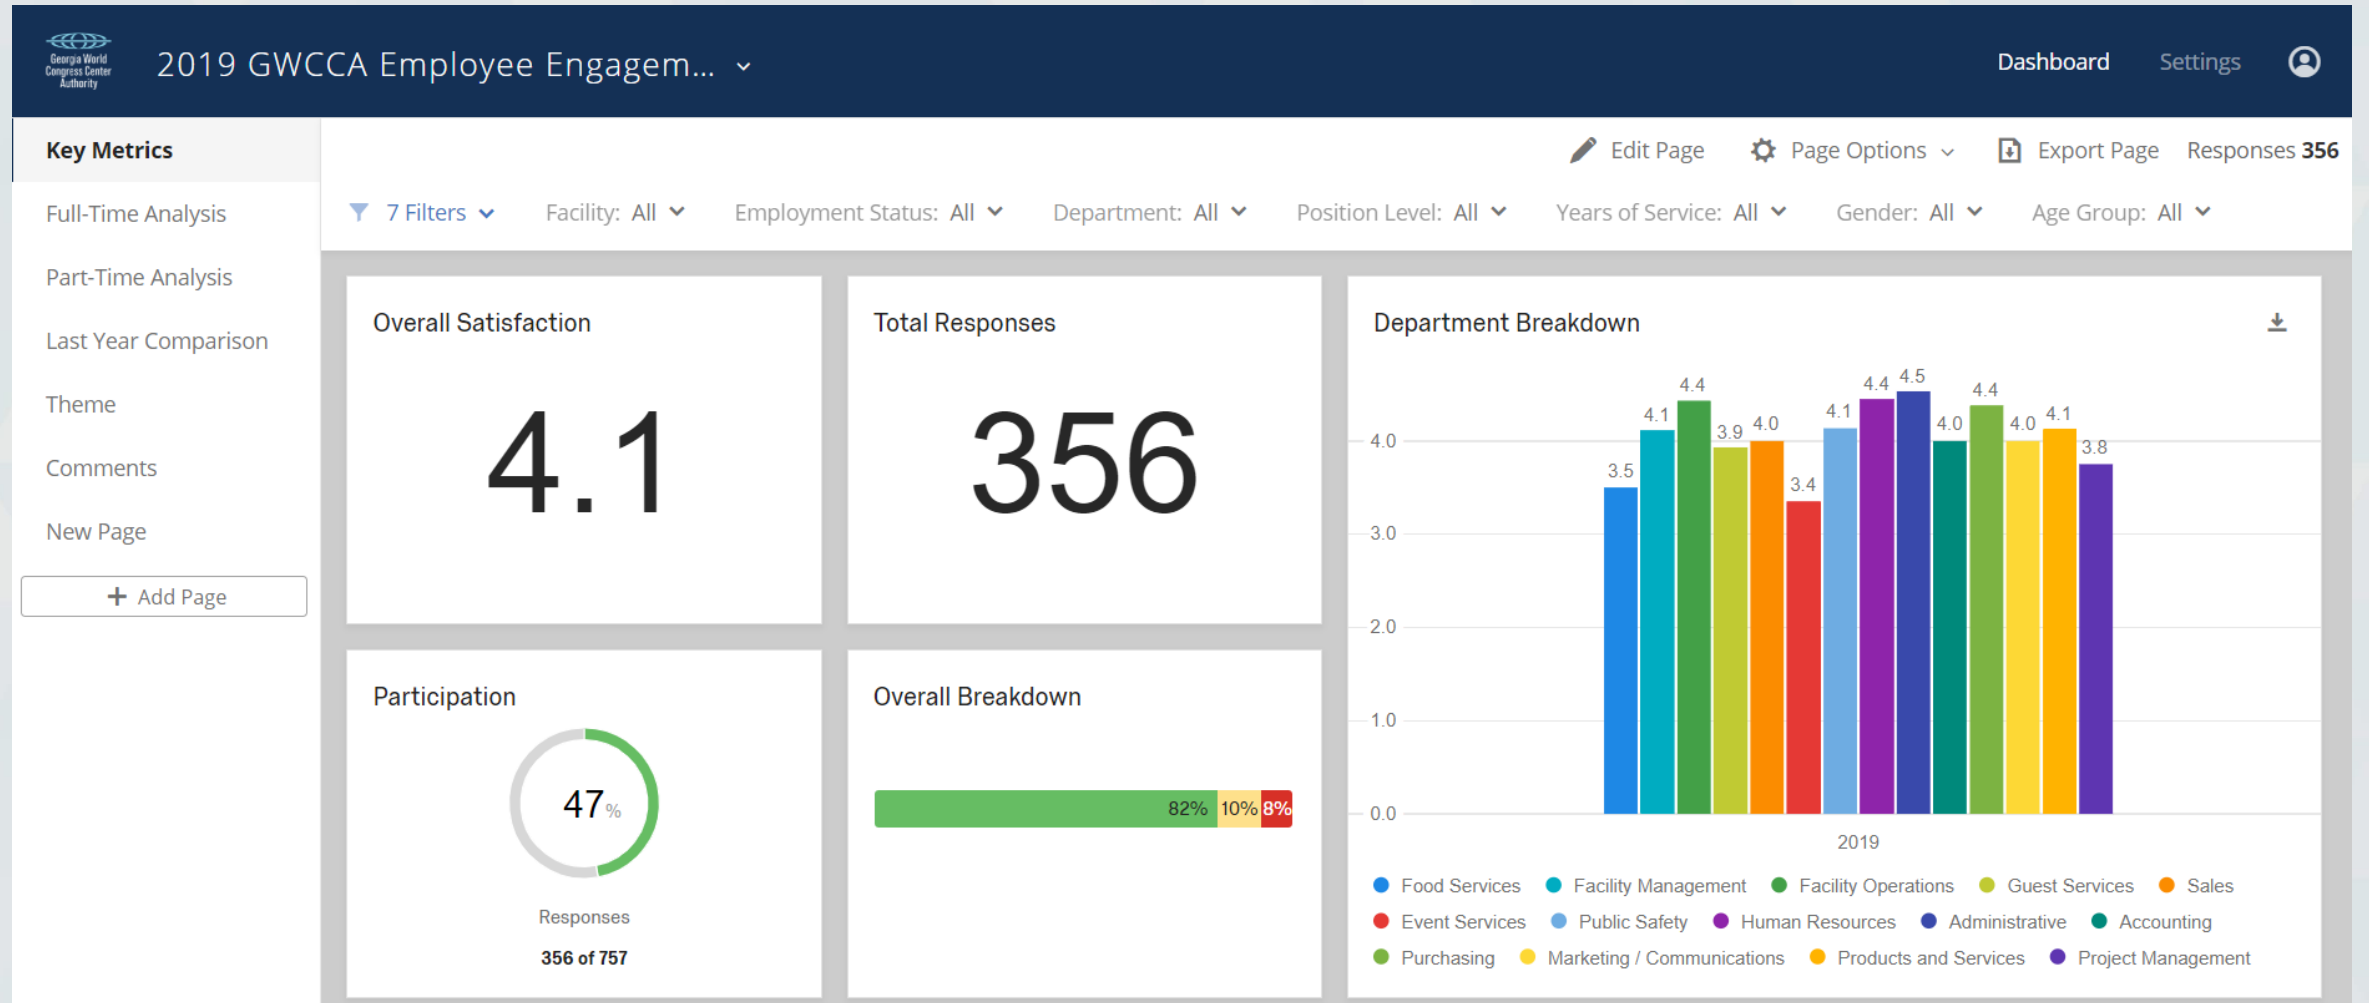 Georgia World
Congress Center
Authority
2019 GWCCA Employee Engagem...
Dashboard
Settings
Key Metrics
Full-Time Analysis
Part-Time Analysis
Last Year Comparison
Theme
Comments
New Page
+ Add Page
Edit Page
Page Options
Export Page
Responses 356
7 Filters
Facility: All
Employment Status: All
Department: All
Position Level: All
Years of Service: All
Gender: All
Age Group: All
Overall Satisfaction
4.1
Total Responses
356
Participation
47%
Responses
356 of 757
Overall Breakdown
82% 10% 8%
Department Breakdown
4.0
3.0
2.0
1.0
0.0
3.5
4.1
4.4
3.9
4.0
3.4
4.1
4.4
4.5
4.0
4.4
4.0
4.1
3.8
2019
Food Services Facility Management Facility Operations Guest Services Sales
Event Services Public Safety Human Resources Administrative Accounting
Purchasing Marketing / Communications Products and Services Project Management